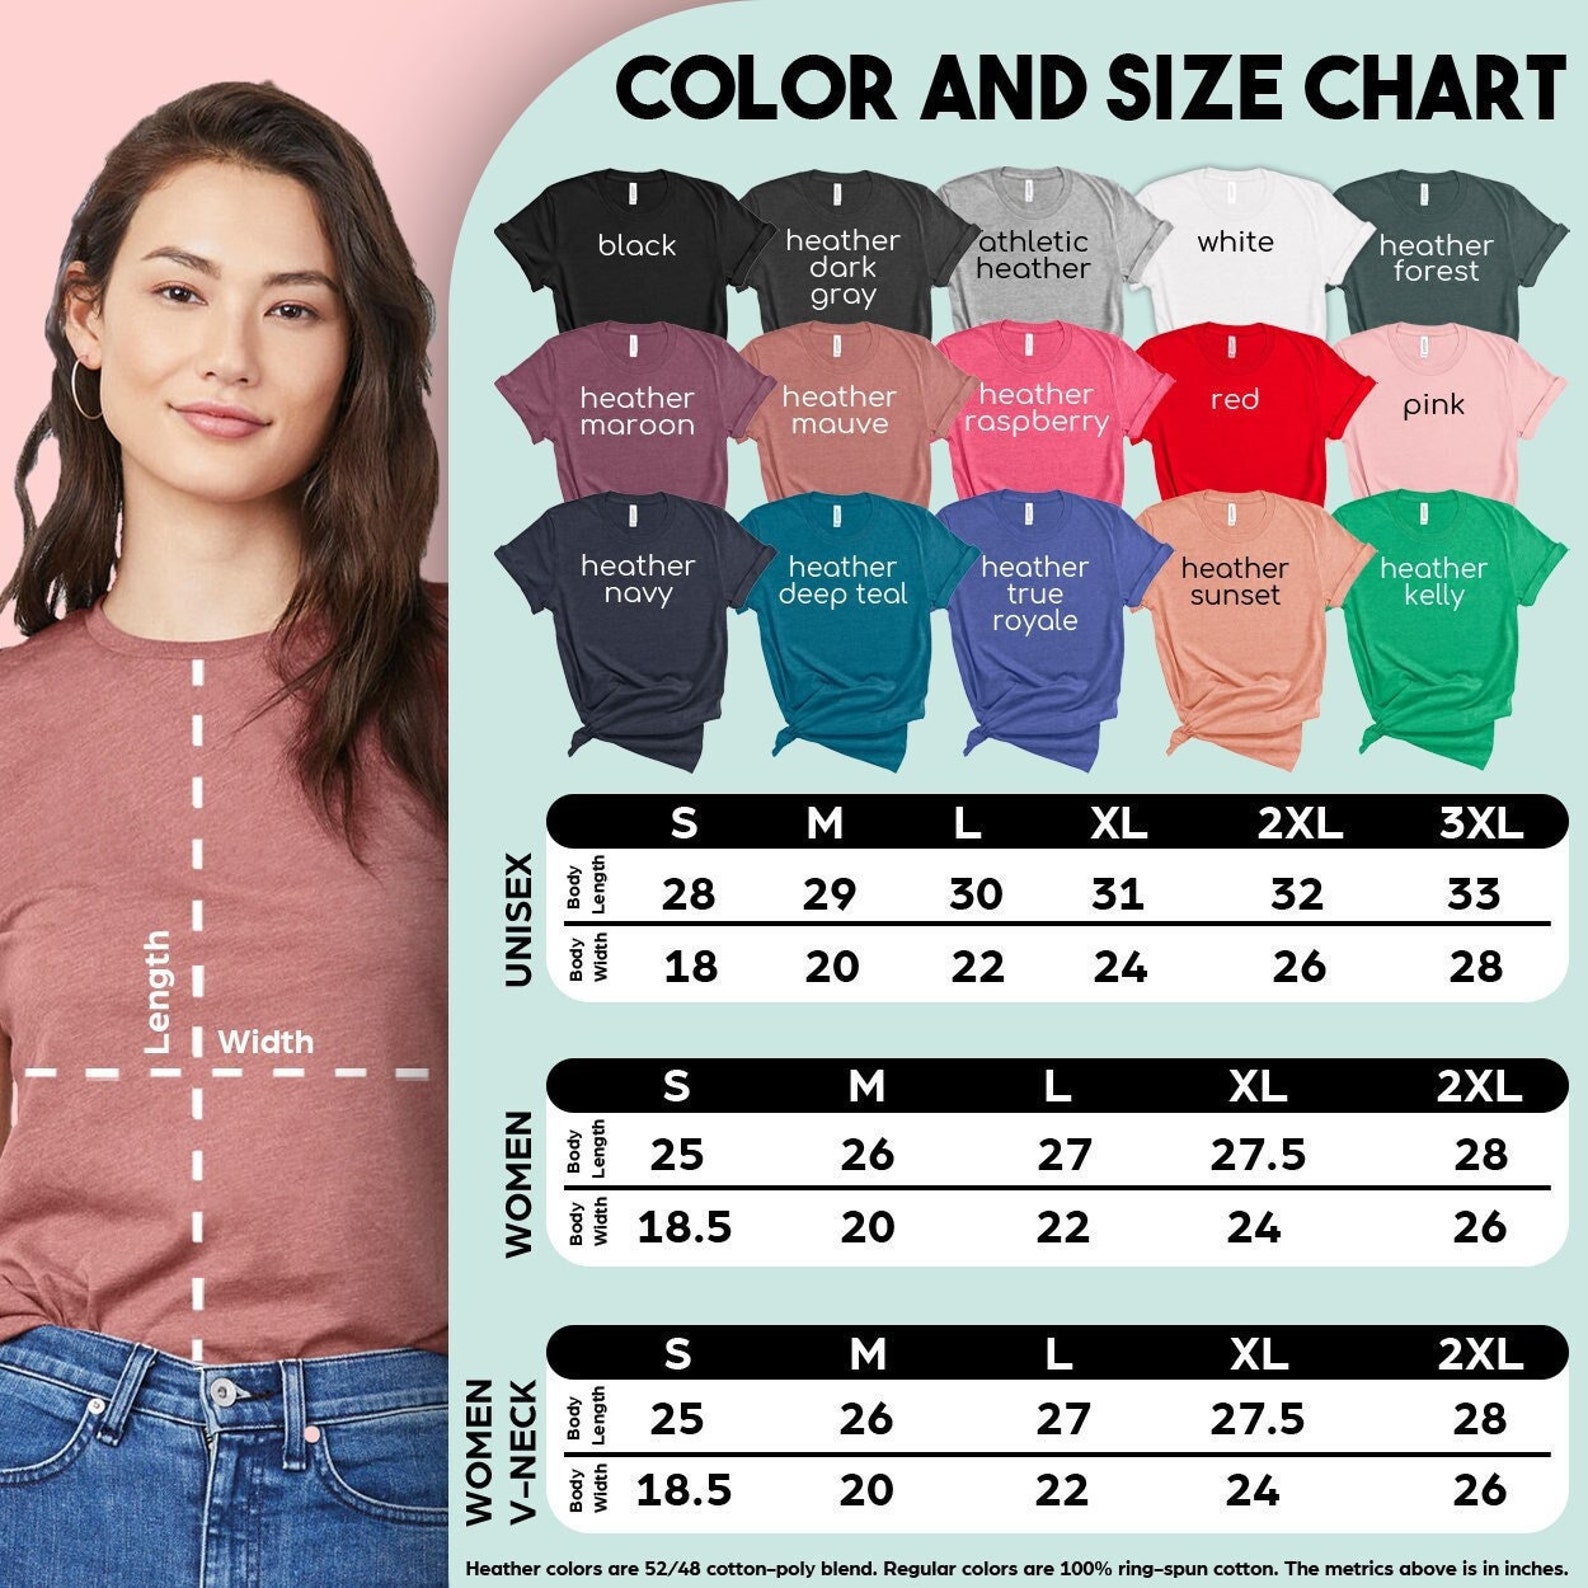 COLOR AND SIZE CHART
black
heather
dark
gray
athletic
heather
white
heather
forest
heather
maroon
heather
mauve
heather
raspberry
red
pink
heather
navy
heather
deep teal
heather
true
royale
heather
sunset
heather
kelly
Length
Width
UNISEX
S M L XL 2XL 3XL
Body
Length
28 29 30 31 32 33
Body
Width
18 20 22 24 26 28
WOMEN
S M L XL 2XL
Body
Length
25 26 27 27.5 28
Body
Width
18.5 20 22 24 26
WOMEN
V-NECK
S M L XL 2XL
Body
Length
25 26 27 27.5 28
Body
Width
18.5 20 22 24 26
Heather colors are 52/48 cotton-poly blend. Regular colors are 100% ring-spun cotton. The metrics above is in inches.